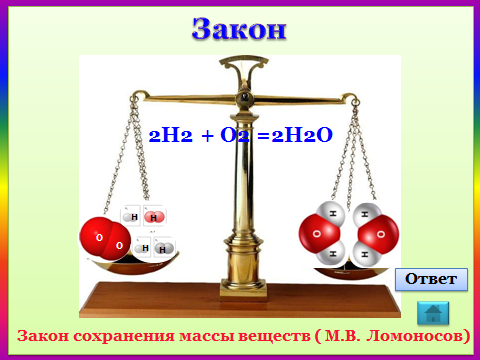 Закон
2H2 + O2 =2H2O
H H
O
O H H
H H
O O
H H
Ответ
Закон сохранения массы веществ ( М.В. Ломоносов)